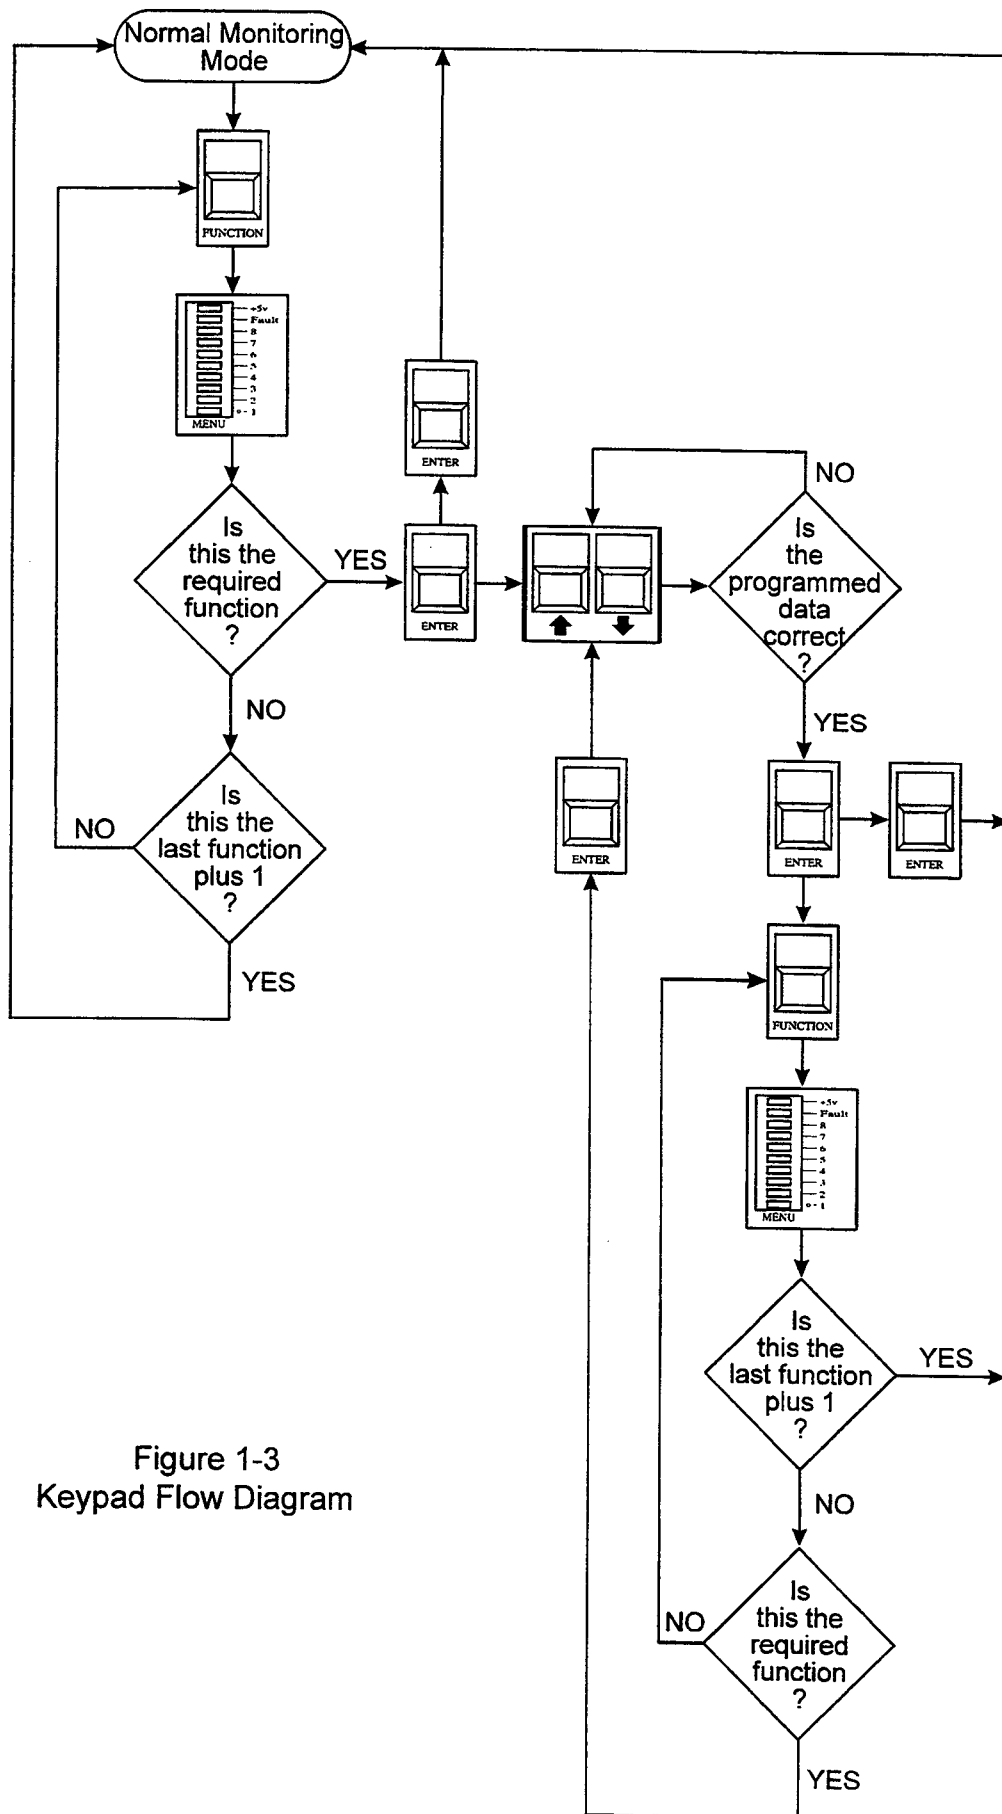 Normal Monitoring
Mode
FUNCTION
+5v
Fault
8
7
6
5
4
3
2
1
MENU
Is
this the
required
function
?
YES
NO
Is
this the
last function
plus 1
?
NO
YES
ENTER
ENTER
NO
Is
the
programmed
data
correct
?
YES
ENTER
ENTER
ENTER
FUNCTION
+5v
Fault
8
7
6
5
4
3
2
1
MENU
Is
this the
last function
plus 1
?
YES
NO
Is
this the
required
function
?
NO
YES
Figure 1-3
Keypad Flow Diagram